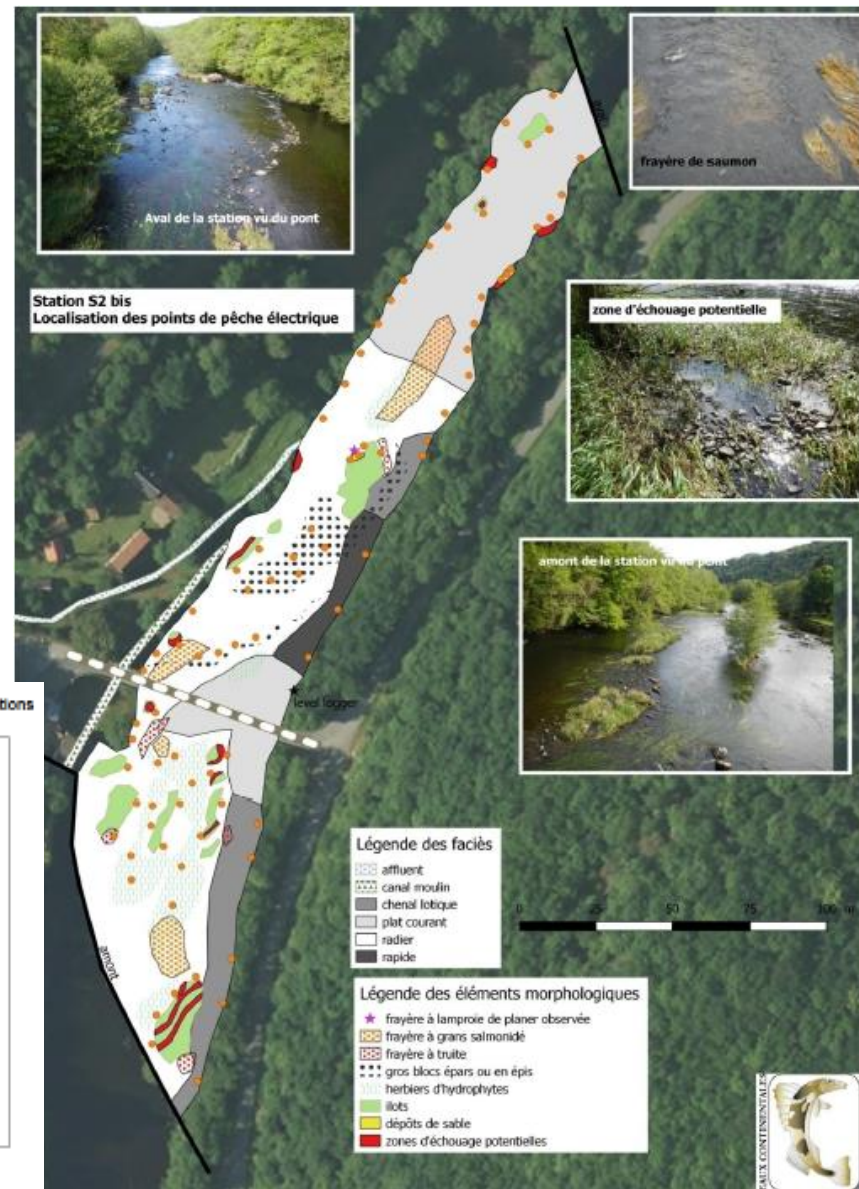 Aval de la station vu du pont
frayère de saumon
Station S2 bis
Localisation des points de pêche électrique
zone d'échouage potentielle
amont de la station vu du pont
level logger
tions
amont
Légende des faciès
affluent
canal moulin
chenal lotique
plat courant
radier
rapide
0 25 50 75 100 m
Légende des éléments morphologiques
frayère à lamproie de planer observée
frayère à grans salmonidé
frayère à truite
gros blocs épars ou en épis
herbiers d'hydrophytes
ilots
dépôts de sable
zones d'échouage potentielles
EAUX CONTINENTALES